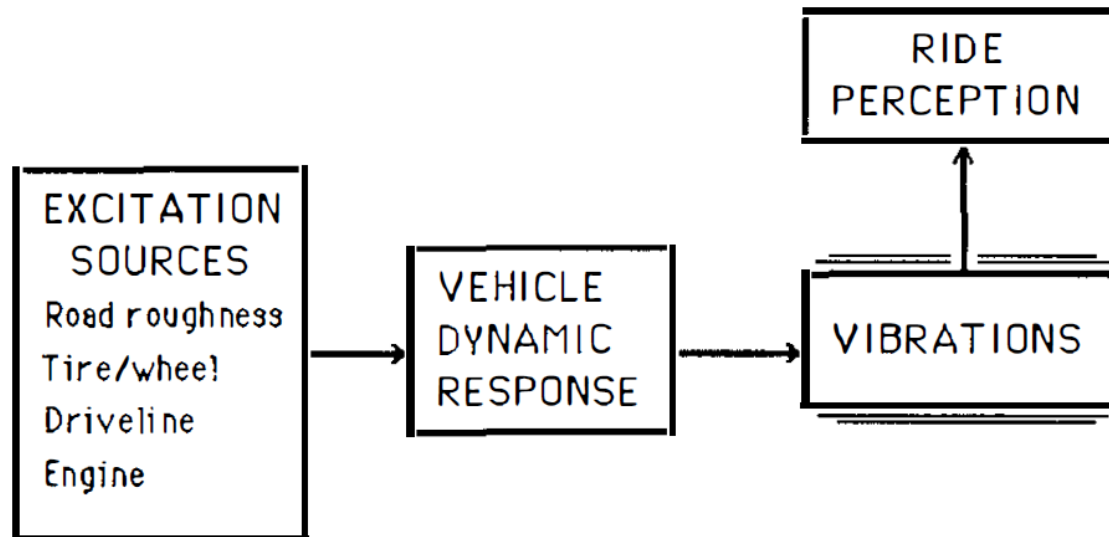 EXCITATION
SOURCES
Road roughness
Tire/wheel
Driveline
Engine
VEHICLE
DYNAMIC
RESPONSE
VIBRATIONS
RIDE
PERCEPTION